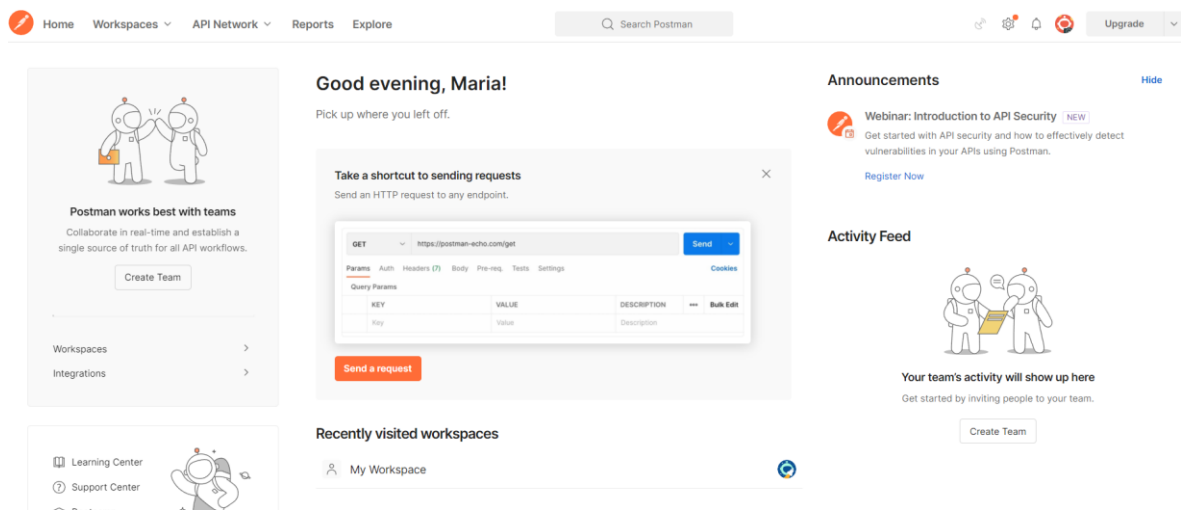 Home Workspaces API Network Reports Explore Search Postman Upgrade
Postman works best with teams
Collaborate in real-time and establish a
single source of truth for all API workflows.
Create Team
Workspaces
Integrations
Learning Center
Support Center
Good evening, Maria!
Pick up where you left off.
Take a shortcut to sending requests
Send an HTTP request to any endpoint.
GET https://postman-echo.com/get Send
Params Auth Headers (7) Body Pre-req. Tests Settings Cookies
Query Params
KEY VALUE DESCRIPTION ••• Bulk Edit
Key Value Description
Send a request
Recently visited workspaces
My Workspace
Announcements Hide
Webinar: Introduction to API Security NEW
Get started with API security and how to effectively detect
vulnerabilities in your APIs using Postman.
Register Now
Activity Feed
Your team's activity will show up here
Get started by inviting people to your team.
Create Team